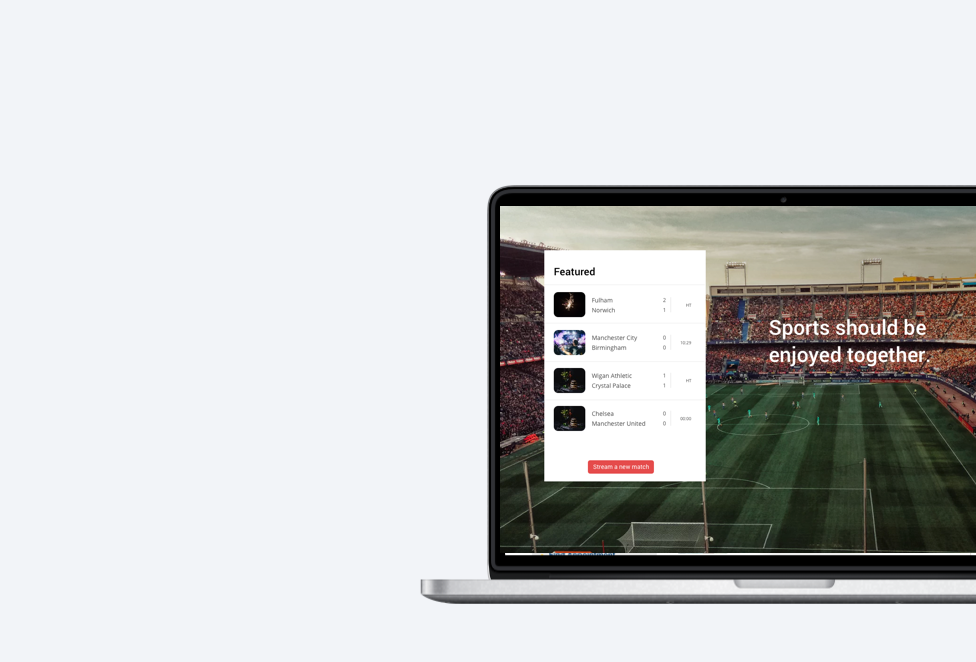 Featured
Fulham 2
Norwich 1
HT
Manchester City 0
Birmingham 0
10:29
Wigan Athletic 1
Crystal Palace 1
HT
Chelsea 0
Manchester United 0
00:00
Stream a new match
Sports should be
enjoyed together.